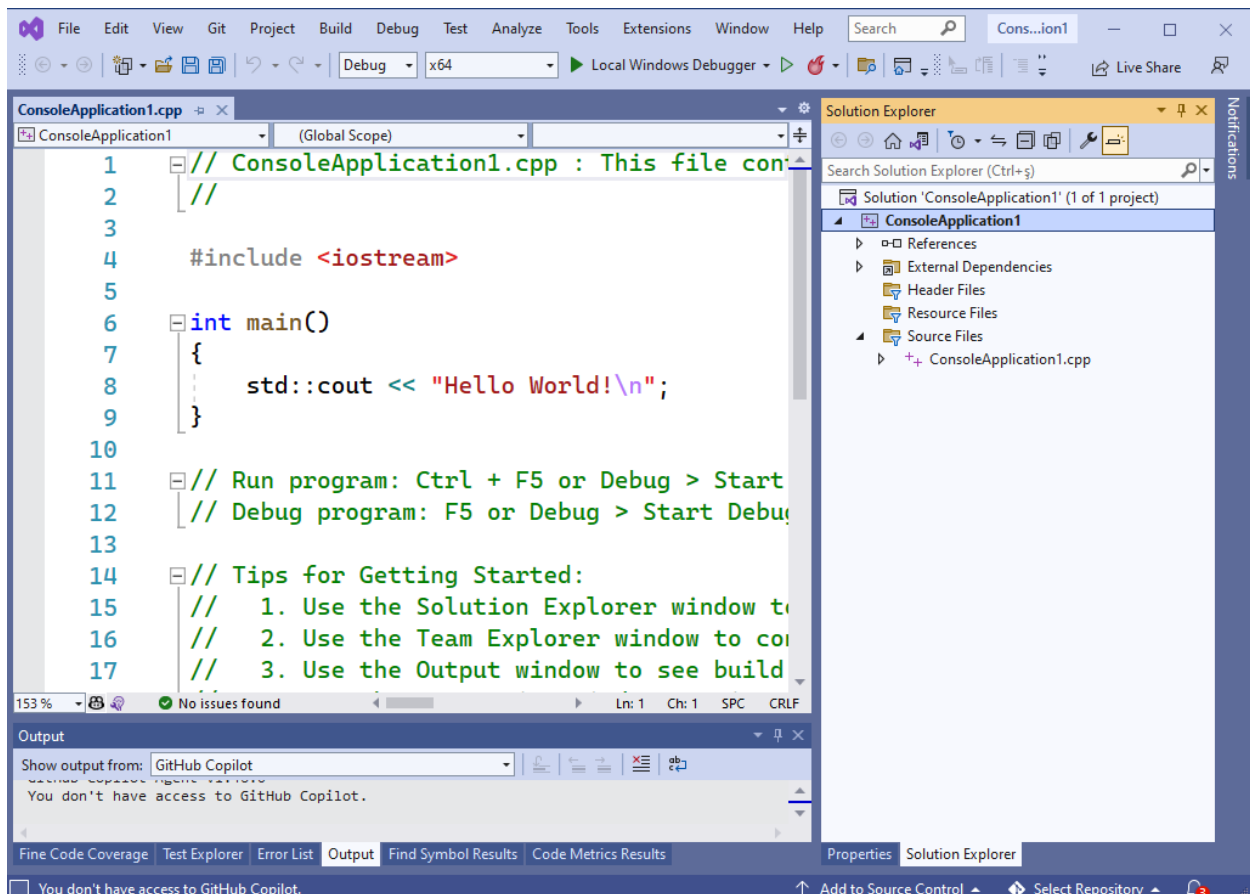 File Edit View Git Project Build Debug Test Analyze Tools Extensions Window Help Search Cons...ion1
Debug x64 Local Windows Debugger Live Share
ConsoleApplication1.cpp
ConsoleApplication1 (Global Scope)
1 // ConsoleApplication1.cpp : This file con
2 //
3
4 #include <iostream>
5
6 int main()
7 {
8 std::cout << "Hello World!\n";
9 }
10
11 // Run program: Ctrl + F5 or Debug > Start
12 // Debug program: F5 or Debug > Start Debug
13
14 // Tips for Getting Started:
15 // 1. Use the Solution Explorer window to
16 // 2. Use the Team Explorer window to con
17 // 3. Use the Output window to see build
153 % No issues found Ln: 1 Ch: 1 SPC CRLF
Output
Show output from: GitHub Copilot
You don't have access to GitHub Copilot.
Fine Code Coverage Test Explorer Error List Output Find Symbol Results Code Metrics Results
Solution Explorer
Search Solution Explorer (Ctrl+ş)
Solution 'ConsoleApplication1' (1 of 1 project)
ConsoleApplication1
References
External Dependencies
Header Files
Resource Files
Source Files
ConsoleApplication1.cpp
Properties Solution Explorer
Notifications
You don't have access to GitHub Copilot. Add to Source Control Select Repository 3